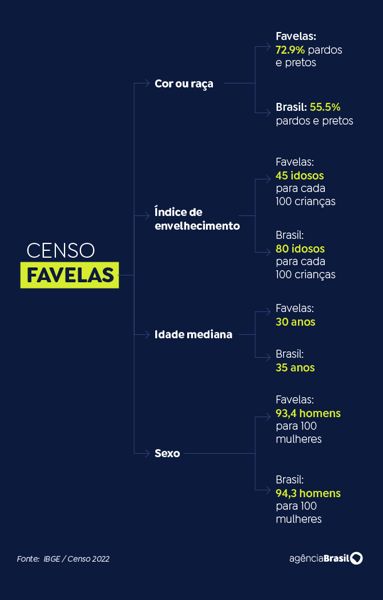 CENSO
FAVELAS
Cor ou raça
Favelas:
72.9% pardos
e pretos
Brasil: 55.5%
pardos e pretos
Índice de
envelhecimento
Favelas:
45 idosos
para cada
100 crianças
Brasil:
80 idosos
para cada
100 crianças
Idade mediana
Favelas:
30 anos
Brasil:
35 anos
Sexo
Favelas:
93,4 homens
para 100
mulheres
Brasil:
94,3 homens
para 100
mulheres
Fonte: IBGE / Censo 2022
agênciaBrasil